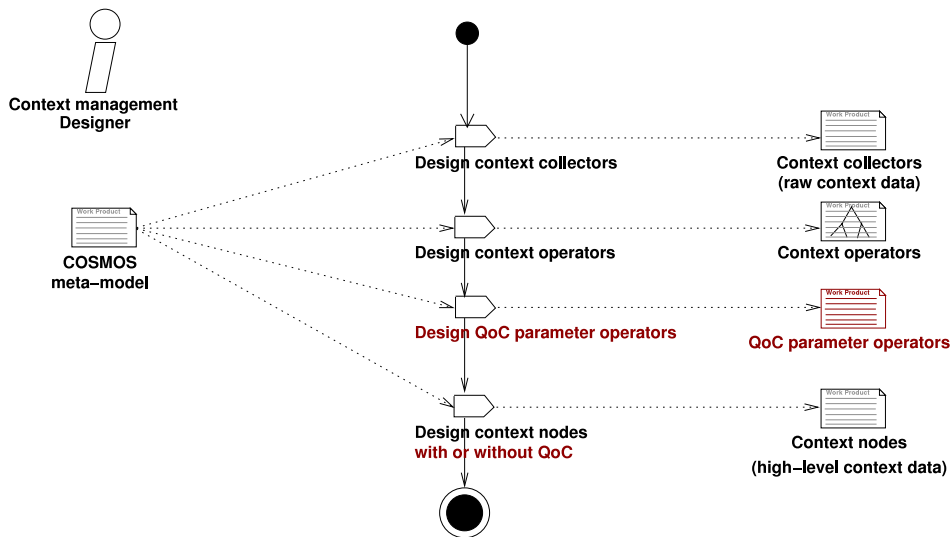 Context management
Designer
Work Product
Design context collectors
Context collectors
(raw context data)
Work Product
COSMOS
meta−model
Design context operators
Work Product
Context operators
Work Product
Design QoC parameter operators
QoC parameter operators
Work Product
Design context nodes
with or without QoC
Context nodes
(high−level context data)